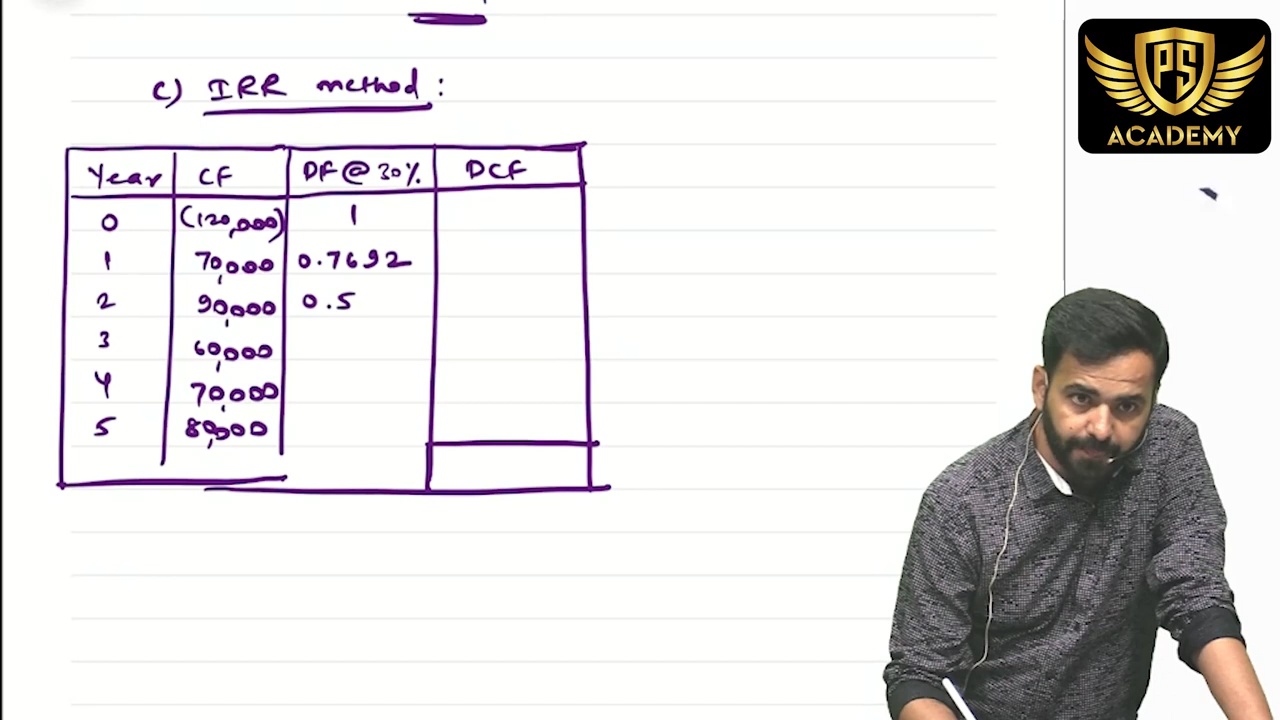 c) IRR method :
Year CF DF @ 30% DCF
0 (120,000) 1
1 70,000 0.7692
2 90,000 0.5
3 60,000
4 70,000
5 80,000
PS
ACADEMY